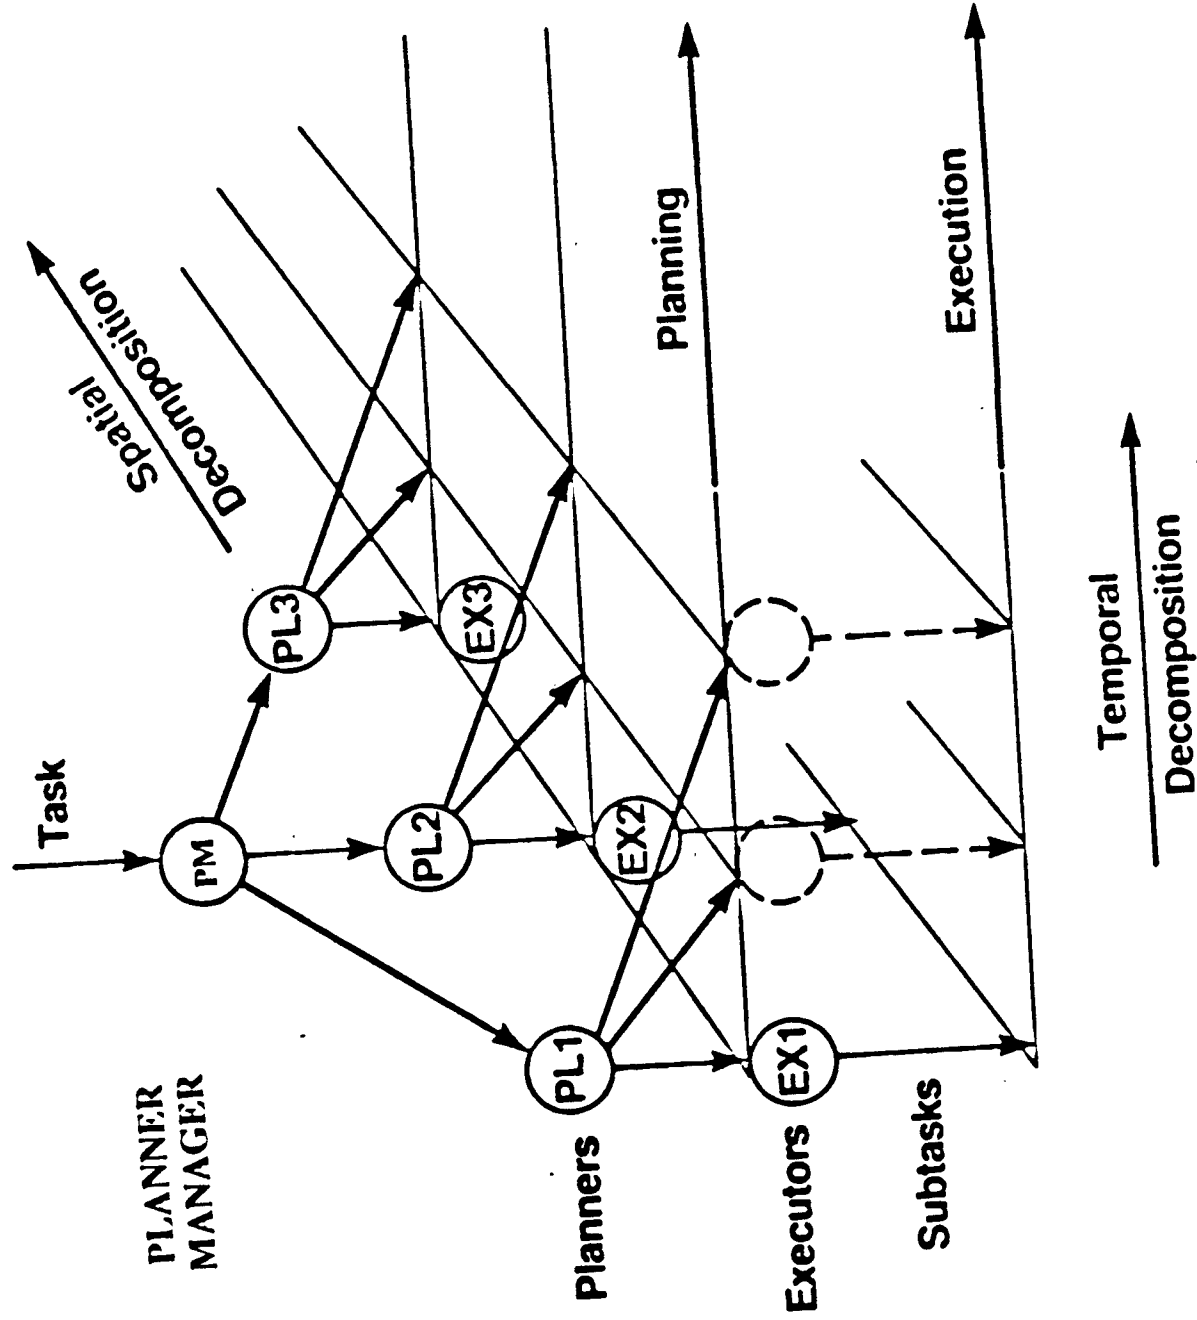 Task
PLANNER
MANAGER
PM
Spatial
Decomposition
PL3
PL2
PL1
Planners
EX3
EX2
EX1
Executors
Planning
Subtasks
Execution
Temporal
Decomposition